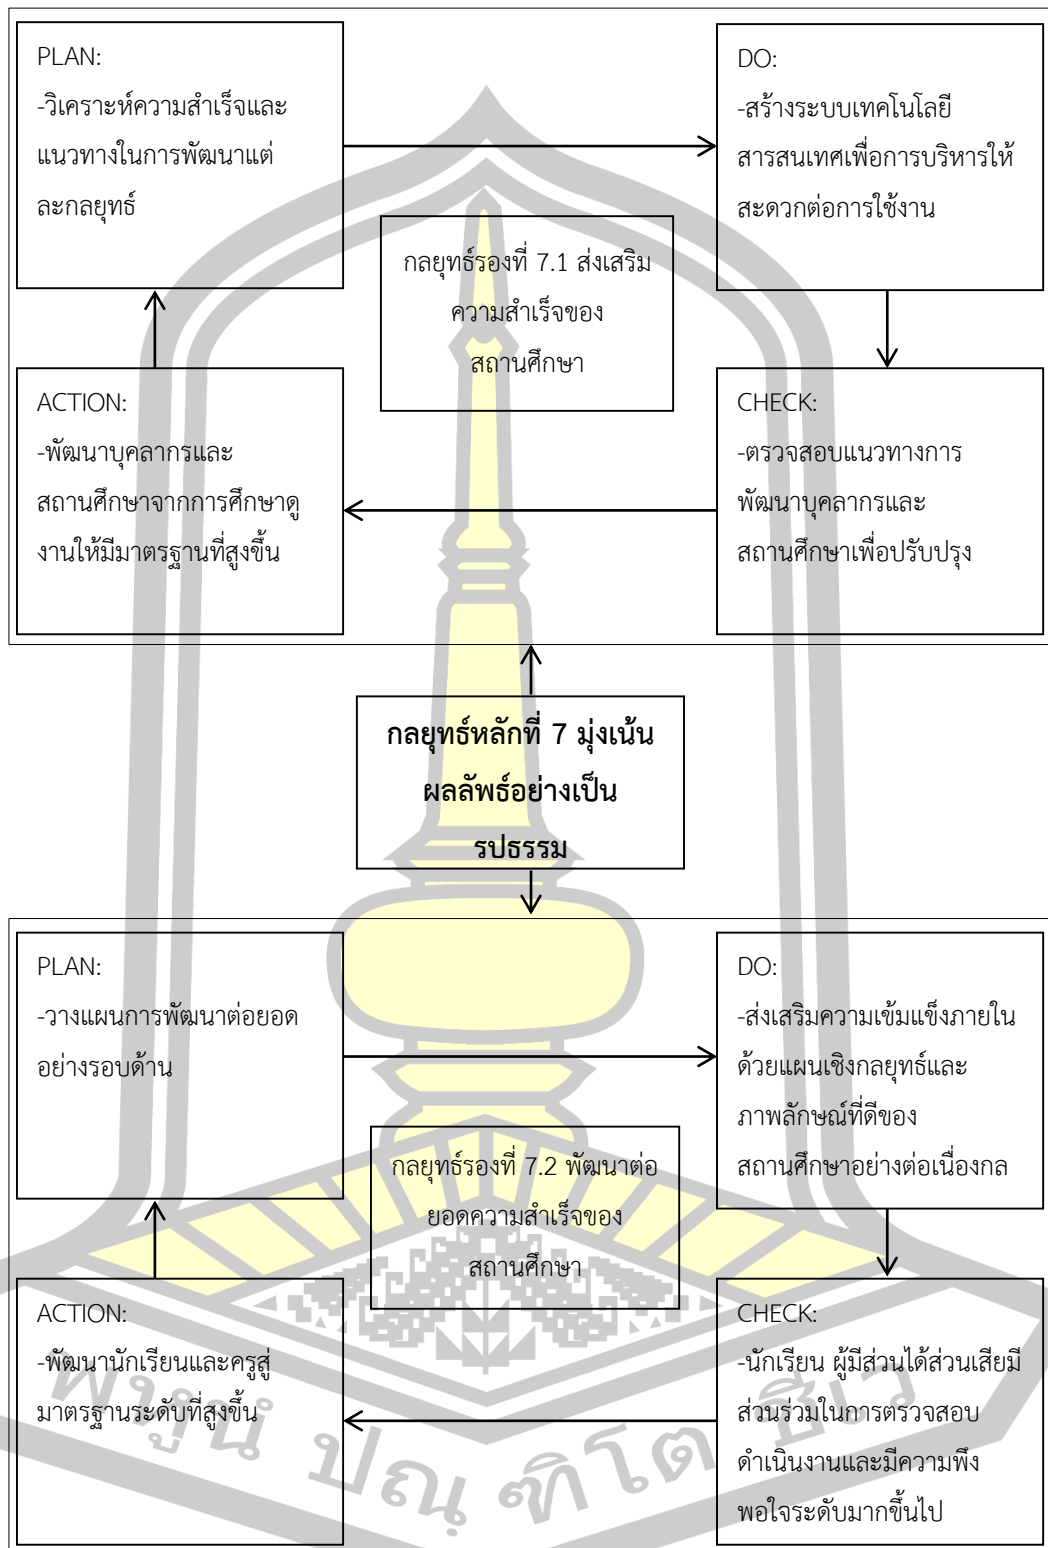 PLAN:
-วิเคราะห์ความสำเร็จและ
แนวทางในการพัฒนาแต่
ละกลยุทธ์
DO:
-สร้างระบบเทคโนโลยี
สารสนเทศเพื่อการบริหารให้
สะดวกต่อการใช้งาน
กลยุทธ์รองที่ 7.1 ส่งเสริม
ความสำเร็จของ
สถานศึกษา
ACTION:
-พัฒนาบุคลากรและ
สถานศึกษาจากการศึกษาดู
งานให้มีมาตรฐานที่สูงขึ้น
CHECK:
-ตรวจสอบแนวทางการ
พัฒนาบุคลากรและ
สถานศึกษาเพื่อปรับปรุง
กลยุทธ์หลักที่ 7 มุ่งเน้น
ผลลัพธ์อย่างเป็น
รปธรรม
PLAN:
-วางแผนการพัฒนาต่อยอด
อย่างรอบด้าน
DO:
-ส่งเสริมความเข้มแข็งภายใน
ด้วยแผนเชิงกลยุทธ์และ
ภาพลักษณ์ที่ดีของ
สถานศึกษาอย่างต่อเนื่องกล
กลยุทธ์รองที่ 7.2 พัฒนาต่อ
ยอดความสำเร็จของ
สถานศึกษา
ACTION:
-พัฒนานักเรียนและครูสู่
มาตรฐานระดับที่สูงขึ้น
CHECK:
-นักเรียน ผู้มีส่วนได้ส่วนเสียมี
ส่วนร่วมในการตรวจสอบ
ดำเนินงานและมีความพึง
พอใจระดับมากขึ้นไป
พหูนํ ปณฺฑิโต ชีเว